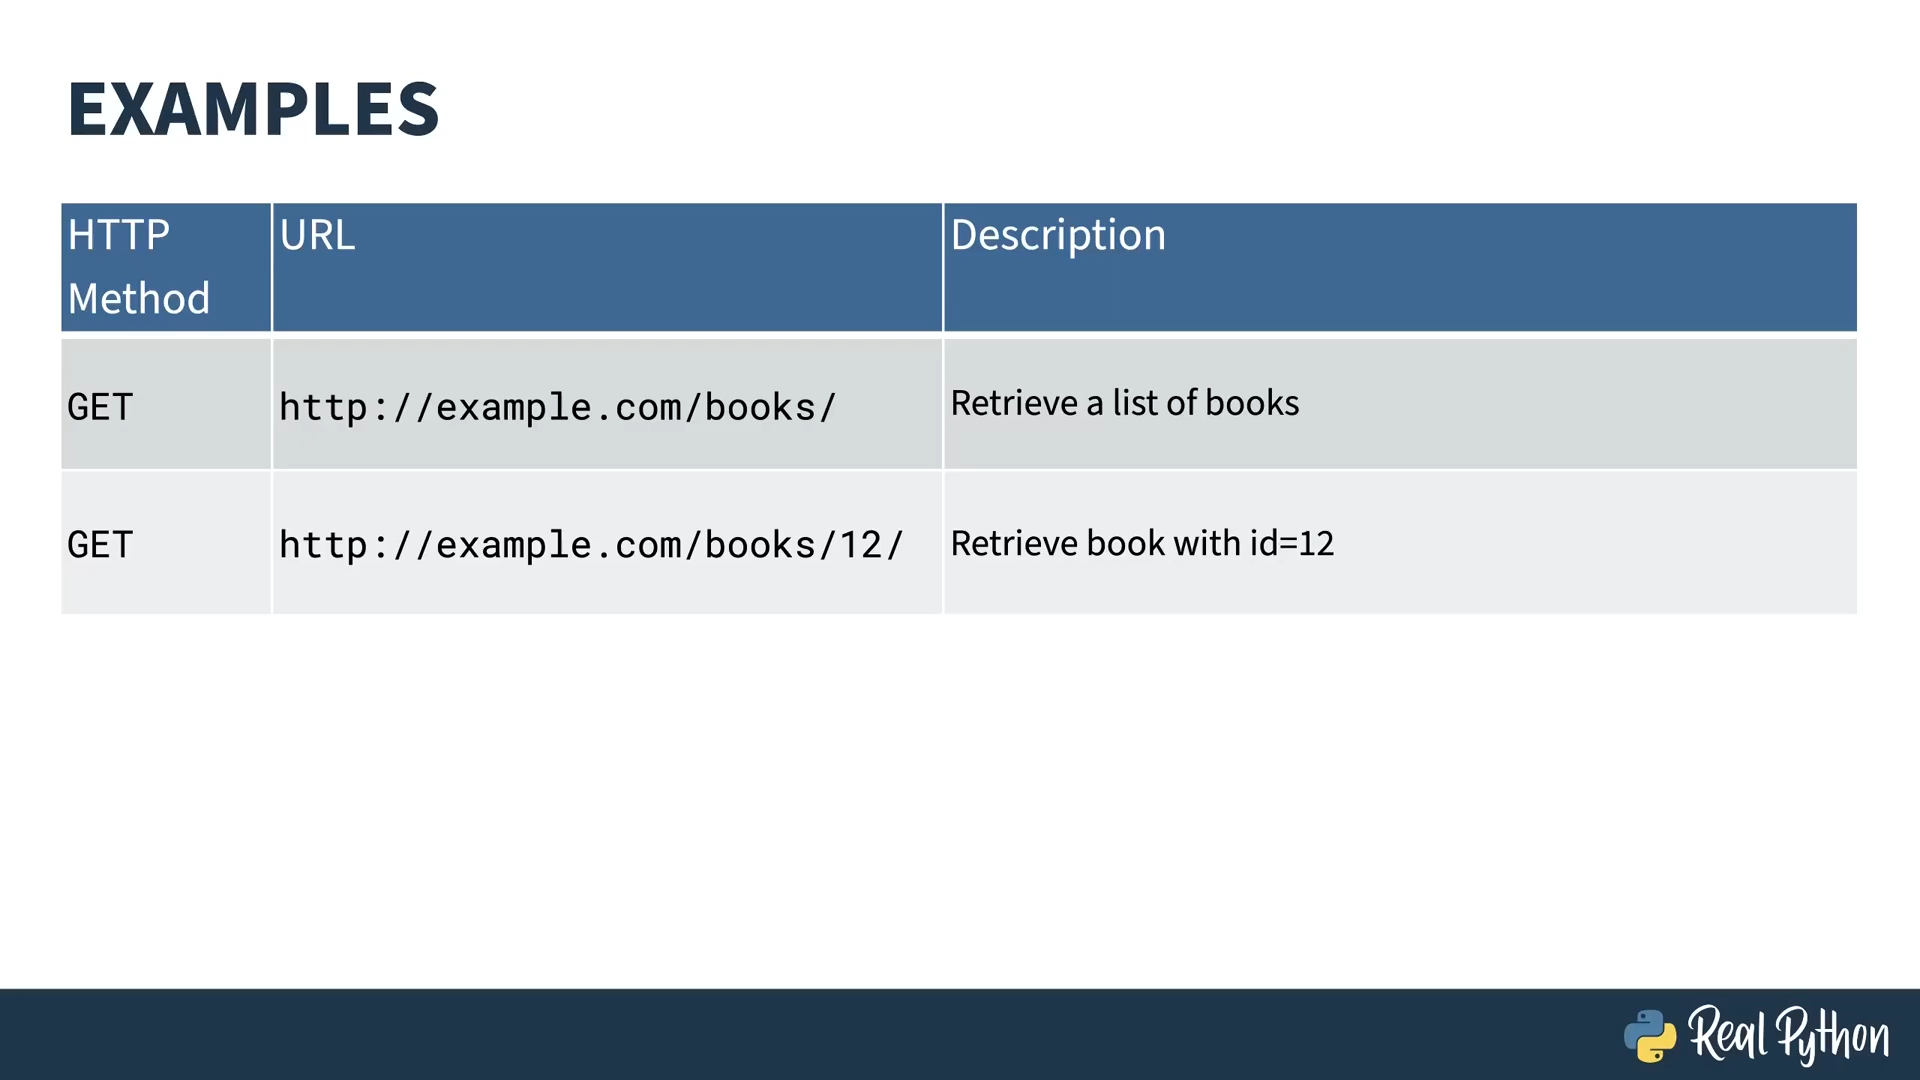 EXAMPLES
HTTP Method URL Description
GET http://example.com/books/ Retrieve a list of books
GET http://example.com/books/12/ Retrieve book with id=12
Real Python